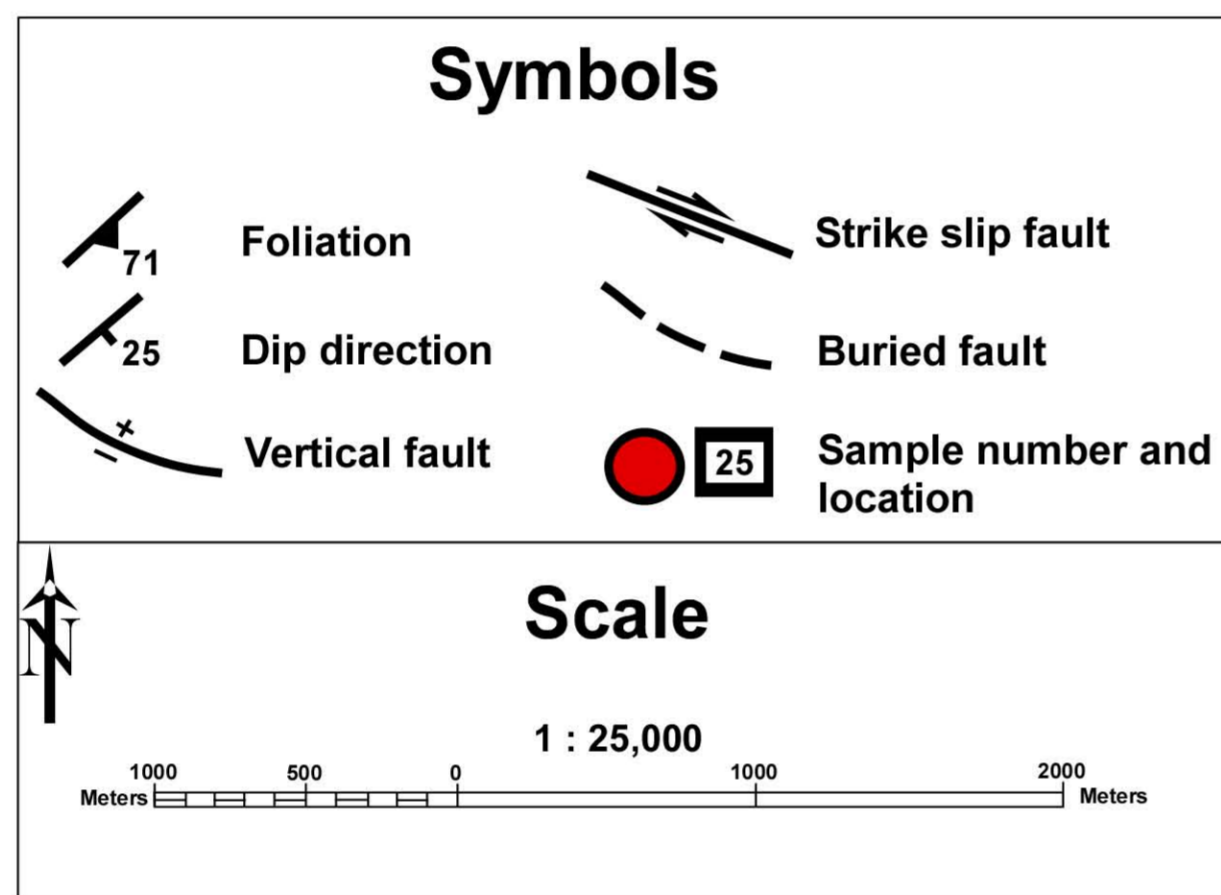 Symbols
71
Foliation
Strike slip fault
25
Dip direction
Buried fault
+
–
Vertical fault
25
Sample number and
location
N
Scale
1 : 25,000
1000 500 0 1000 2000
Meters Meters